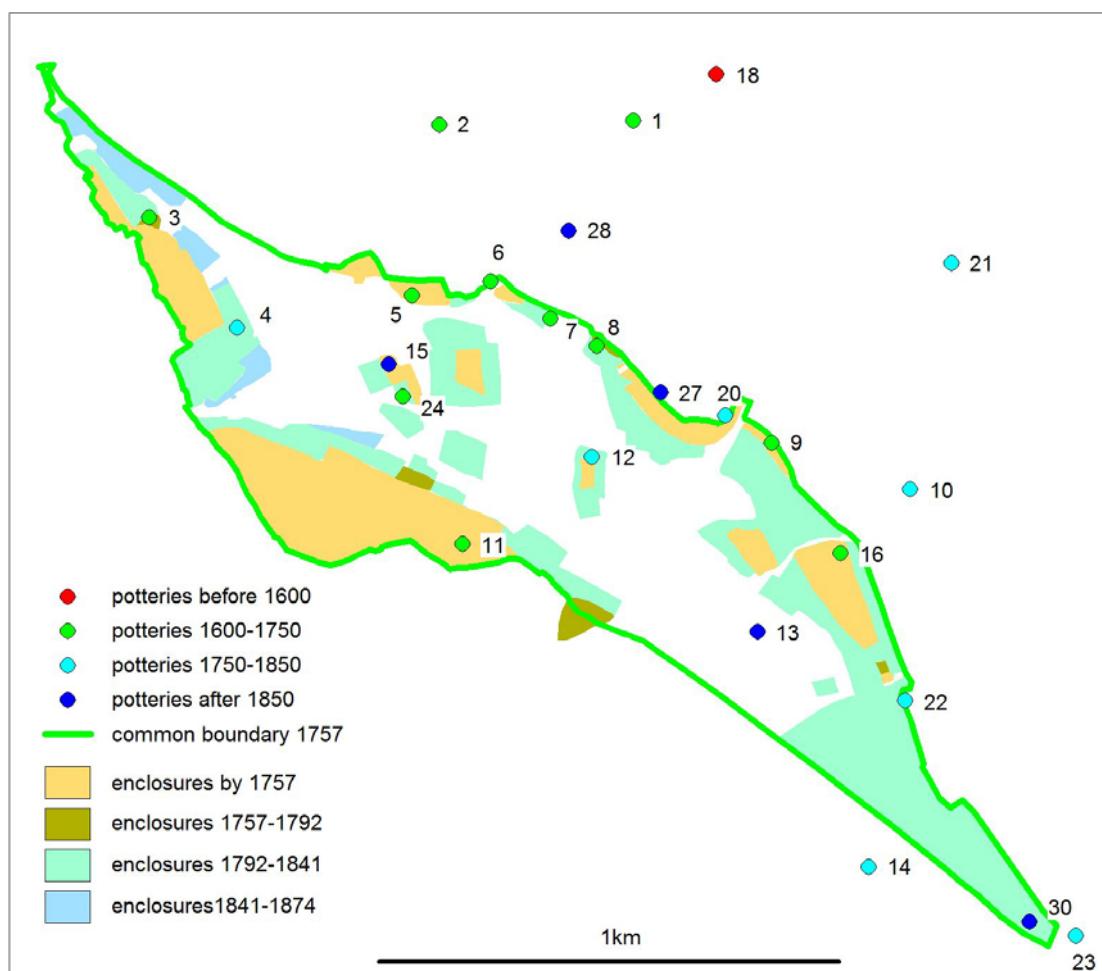 18
2
1
3
28
6
21
4
5
7
8
15
27
20
24
9
12
10
11
16
potteries before 1600
potteries 1600-1750
13
potteries 1750-1850
potteries after 1850
22
common boundary 1757
enclosures by 1757
enclosures 1757-1792
14
enclosures 1792-1841
enclosures1841-1874
30
1km
23